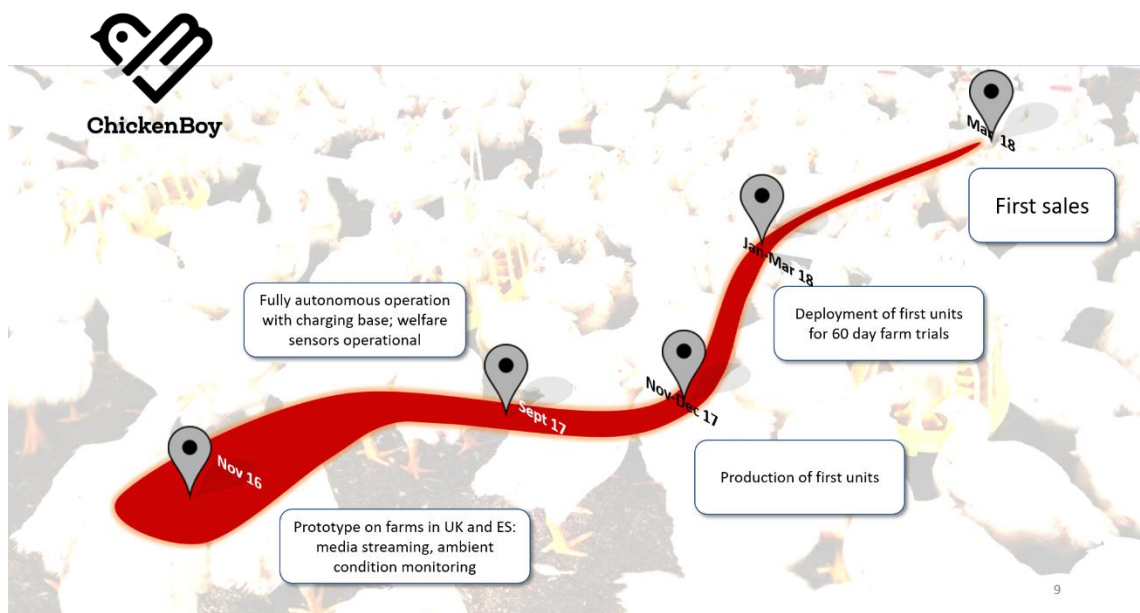 ChickenBoy
Mar 18
First sales
Jan-Mar 18
Deployment of first units
for 60 day farm trials
Fully autonomous operation
with charging base; welfare
sensors operational
Sept 17
Nov-Dec 17
Production of first units
Nov 16
Prototype on farms in UK and ES:
media streaming, ambient
condition monitoring
9